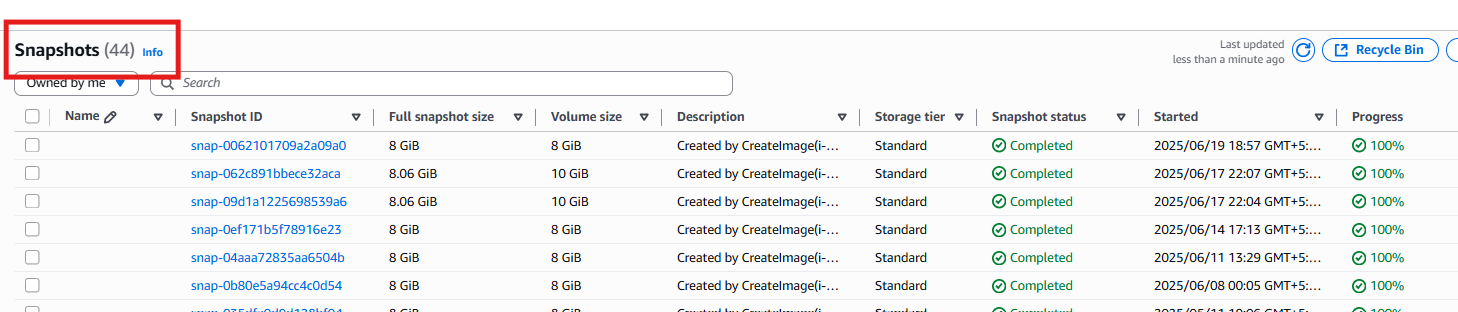 Snapshots (44) Info
Last updated
less than a minute ago
Recycle Bin
Owned by me
Search
Name Snapshot ID Full snapshot size Volume size Description Storage tier Snapshot status Started Progress
snap-0062101709a2a09a0 8 GiB 8 GiB Created by CreateImage(i-... Standard Completed 2025/06/19 18:57 GMT+5:... 100%
snap-062c891bbece32aca 8.06 GiB 10 GiB Created by CreateImage(i-... Standard Completed 2025/06/17 22:07 GMT+5:... 100%
snap-09d1a1225698539a6 8.06 GiB 10 GiB Created by CreateImage(i-... Standard Completed 2025/06/17 22:04 GMT+5:... 100%
snap-0ef171b5f78916e23 8 GiB 8 GiB Created by CreateImage(i-... Standard Completed 2025/06/14 17:13 GMT+5:... 100%
snap-04aaa72835aa6504b 8 GiB 8 GiB Created by CreateImage(i-... Standard Completed 2025/06/11 13:29 GMT+5:... 100%
snap-0b80e5a94cc4c0d54 8 GiB 8 GiB Created by CreateImage(i-... Standard Completed 2025/06/08 00:05 GMT+5:... 100%
8 GiB 8 GiB Created by CreateImage(i-... Standard Completed 100%